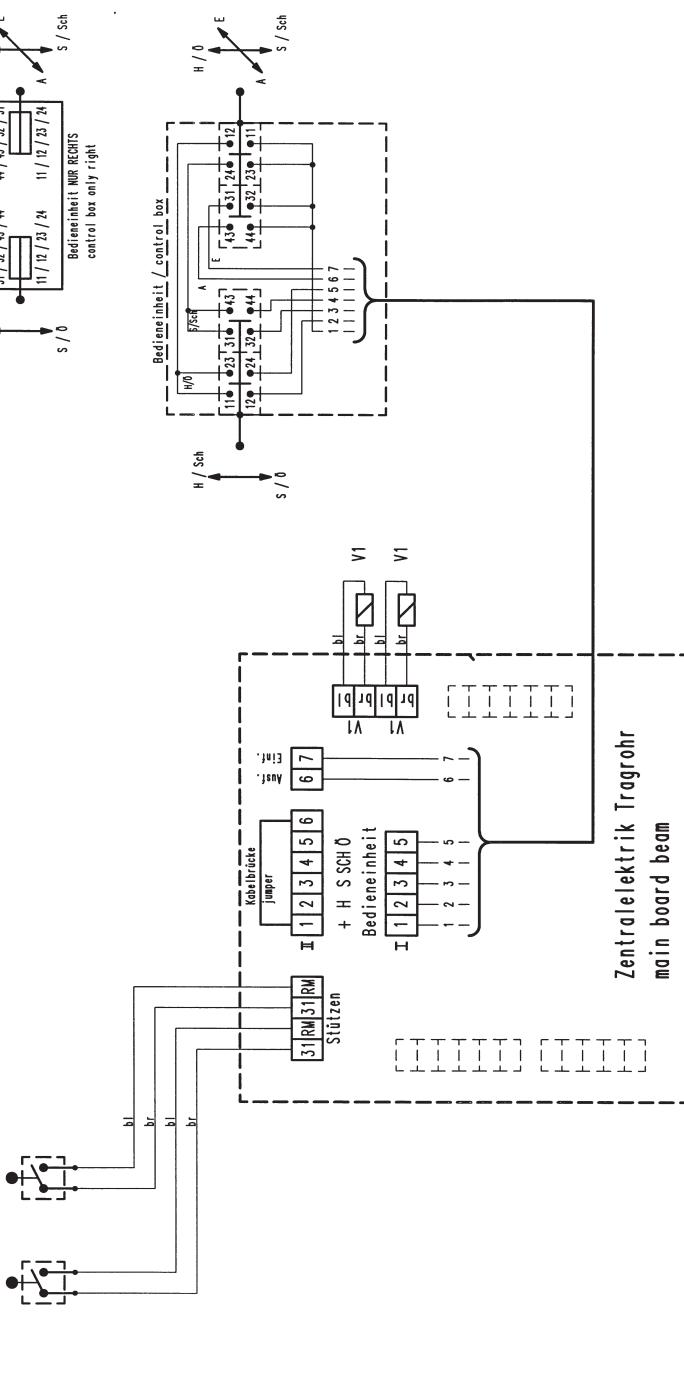 S / Sch
A
11 / 12 / 23 / 24
11 / 12 / 23 / 24
Bedieneinheit NUR RECHTS
control box only right
S / Ö
E
H / Ö
S / Sch
A
Bedieneinheit / control box
12
11
24
23
31
32
43
44
E
A
S/Sch
43
44
31
32
H/Ö
23
24
11
12
1 2 3 4 5 6 7
H / Sch
S / Ö
V1
V1
bl
br
bl
br
bl
br
bl
br
V1
V1
Einf.
Ausf.
6 7
6
7
Kabelbrücke
jumper
II 1 2 3 4 5 6
+ H S SCH Ö
Bedieneinheit
I 1 2 3 4 5
1 2 3 4 5
31 RM 31 RM
Stützen
bl
br
bl
br
Zentralelektrik Tragrohr
main board beam